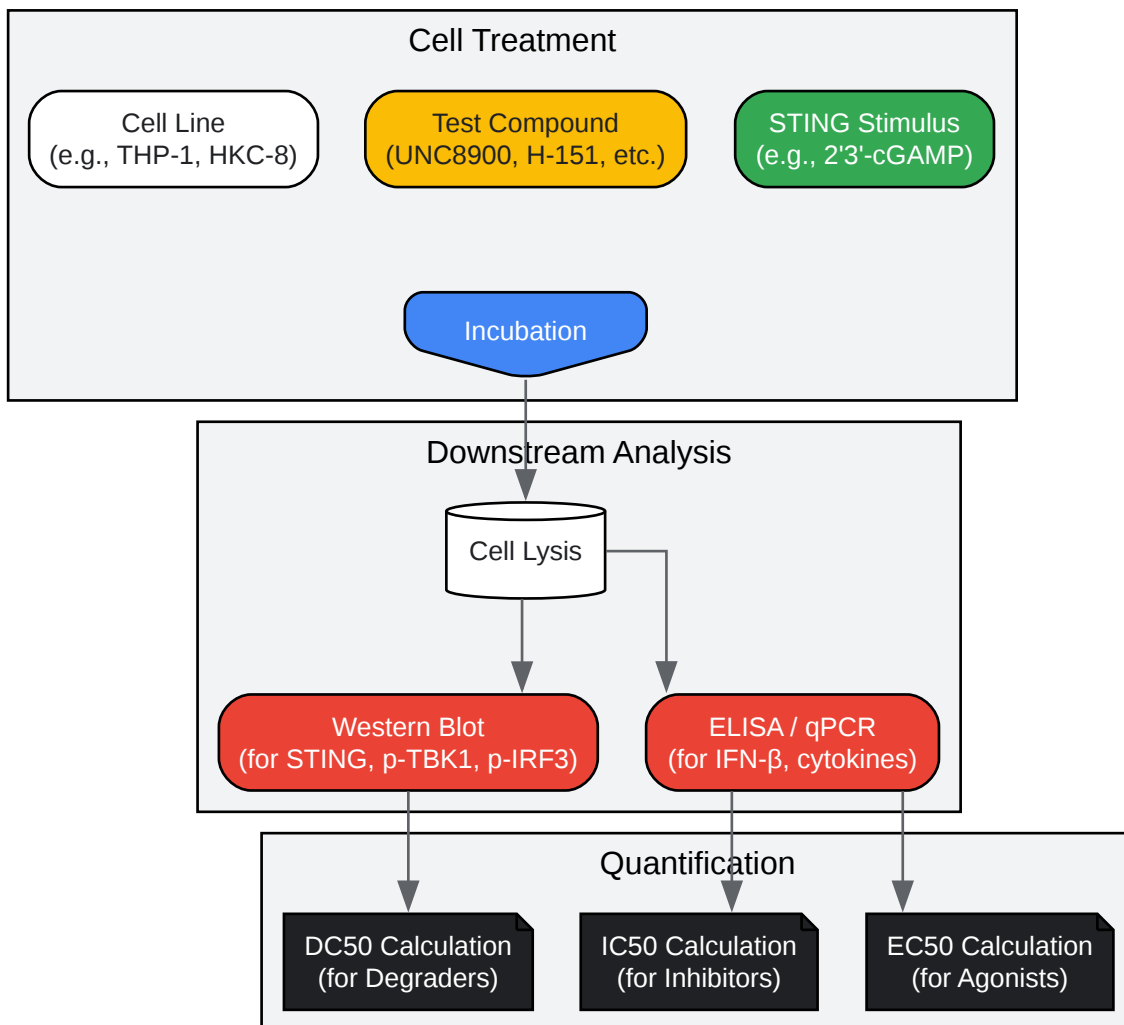 Cell Treatment
Cell Line
(e.g., THP-1, HKC-8)
Test Compound
(UNC8900, H-151, etc.)
STING Stimulus
(e.g., 2'3'-cGAMP)
Incubation
Downstream Analysis
Cell Lysis
Western Blot
(for STING, p-TBK1, p-IRF3)
ELISA / qPCR
(for IFN-β, cytokines)
Quantification
DC50 Calculation
(for Degraders)
IC50 Calculation
(for Inhibitors)
EC50 Calculation
(for Agonists)